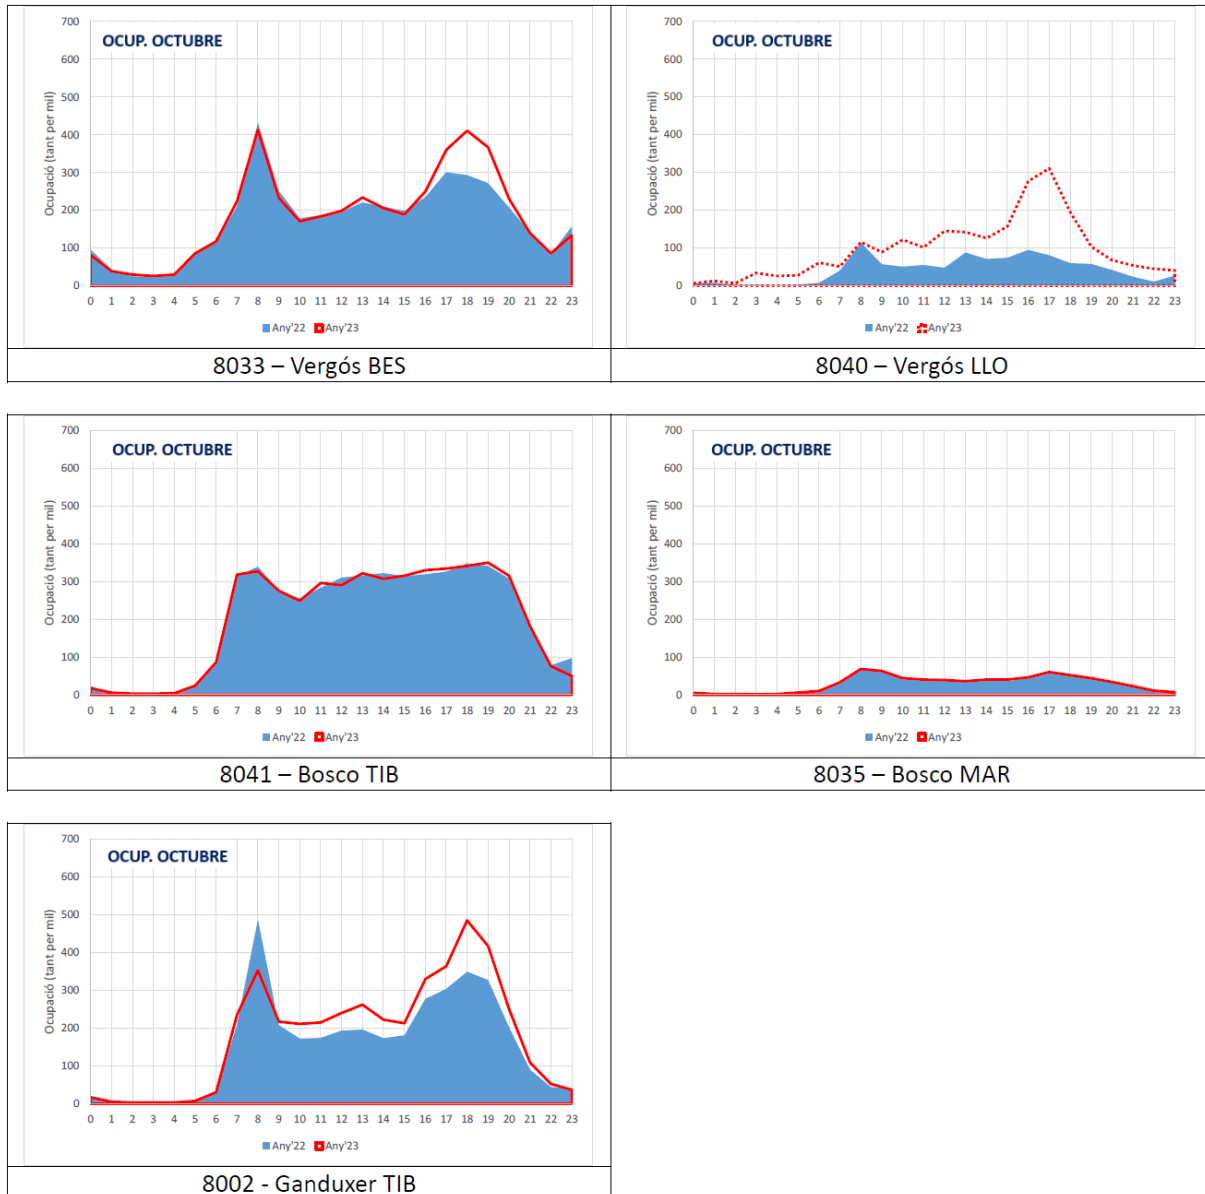 OCUP. OCTUBRE
Ocupació (tant per mil)
700
600
500
400
300
200
100
0
0 1 2 3 4 5 6 7 8 9 10 11 12 13 14 15 16 17 18 19 20 21 22 23
Any'22 Any'23
8033 – Vergós BES
OCUP. OCTUBRE
Ocupació (tant per mil)
700
600
500
400
300
200
100
0
0 1 2 3 4 5 6 7 8 9 10 11 12 13 14 15 16 17 18 19 20 21 22 23
Any'22 Any'23
8040 – Vergós LLO
OCUP. OCTUBRE
Ocupació (tant per mil)
700
600
500
400
300
200
100
0
0 1 2 3 4 5 6 7 8 9 10 11 12 13 14 15 16 17 18 19 20 21 22 23
Any'22 Any'23
8041 – Bosco TIB
OCUP. OCTUBRE
Ocupació (tant per mil)
700
600
500
400
300
200
100
0
0 1 2 3 4 5 6 7 8 9 10 11 12 13 14 15 16 17 18 19 20 21 22 23
Any'22 Any'23
8035 – Bosco MAR
OCUP. OCTUBRE
Ocupació (tant per mil)
700
600
500
400
300
200
100
0
0 1 2 3 4 5 6 7 8 9 10 11 12 13 14 15 16 17 18 19 20 21 22 23
Any'22 Any'23
8002 - Ganduxer TIB